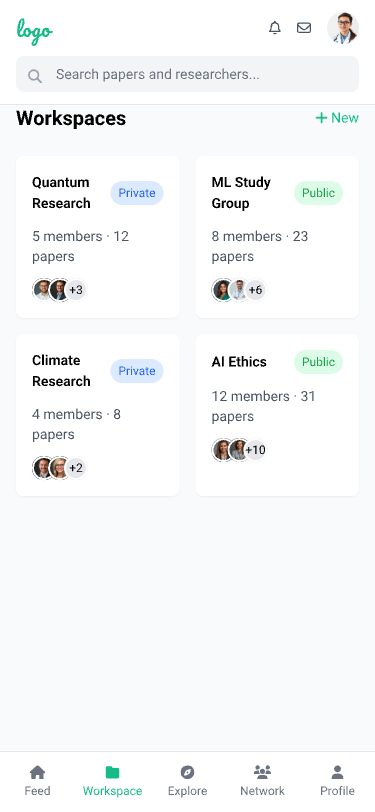 logo
Search papers and researchers...
Workspaces
+ New
Quantum
Research
Private
5 members · 12
papers
+3
ML Study
Group
Public
8 members · 23
papers
+6
Climate
Research
Private
4 members · 8
papers
+2
AI Ethics
Public
12 members · 31
papers
+10
Feed
Workspace
Explore
Network
Profile